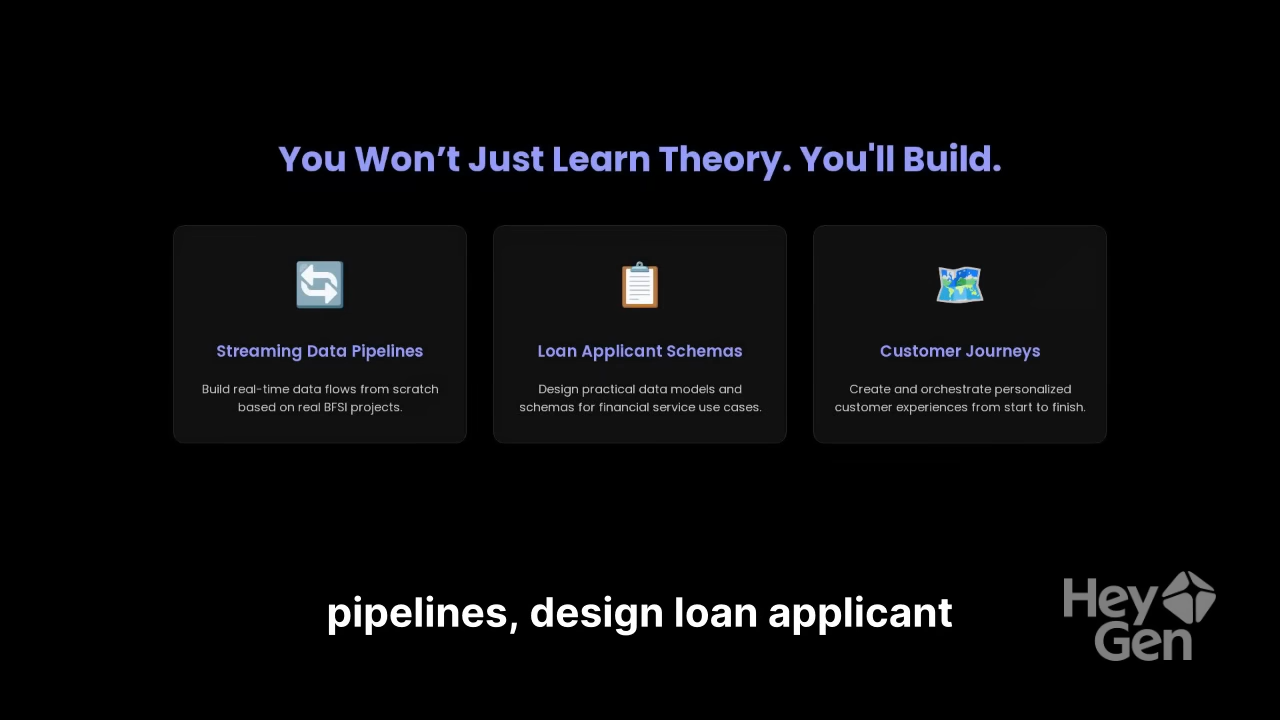 You Won’t Just Learn Theory. You'll Build.
Streaming Data Pipelines
Build real-time data flows from scratch
based on real BFSI projects.
Loan Applicant Schemas
Design practical data models and
schemas for financial service use cases.
Customer Journeys
Create and orchestrate personalized
customer experiences from start to finish.
pipelines, design loan applicant
Hey
Gen